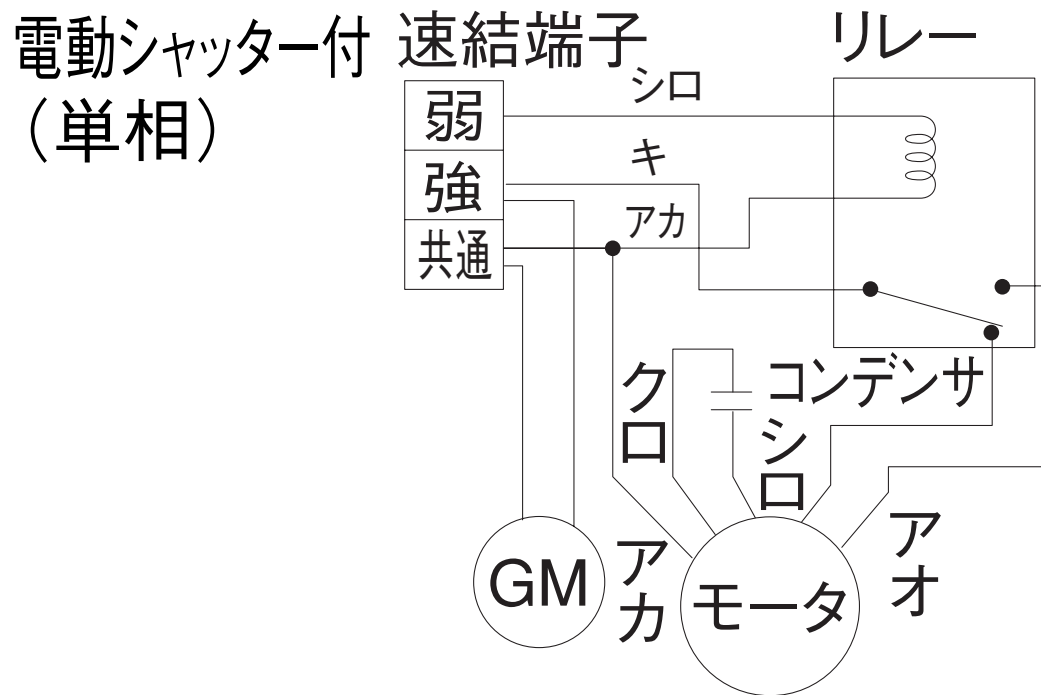 電動シャッター付
(単相)
速結端子
リレー
弱
強
共通
シロ
キ
アカ
クロ
コンデンサ
シロ
アカ
アオ
GM
モータ